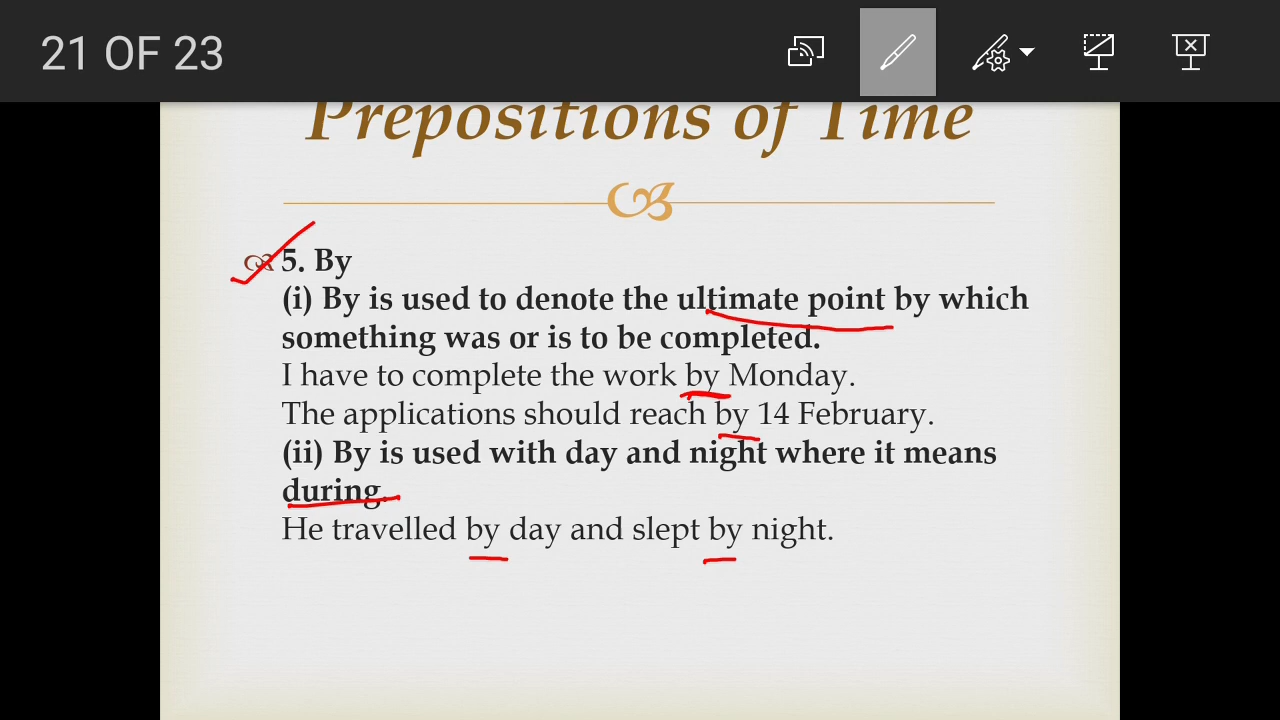 21 OF 23
Prepositions of Time
5. By
(i) By is used to denote the ultimate point by which
something was or is to be completed.
I have to complete the work by Monday.
The applications should reach by 14 February.
(ii) By is used with day and night where it means
during.
He travelled by day and slept by night.